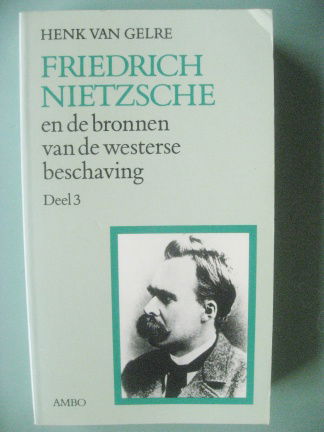 HENK VAN GELRE
FRIEDRICH
NIETZSCHE
en de bronnen
van de westerse
beschaving
Deel 3
AMBO